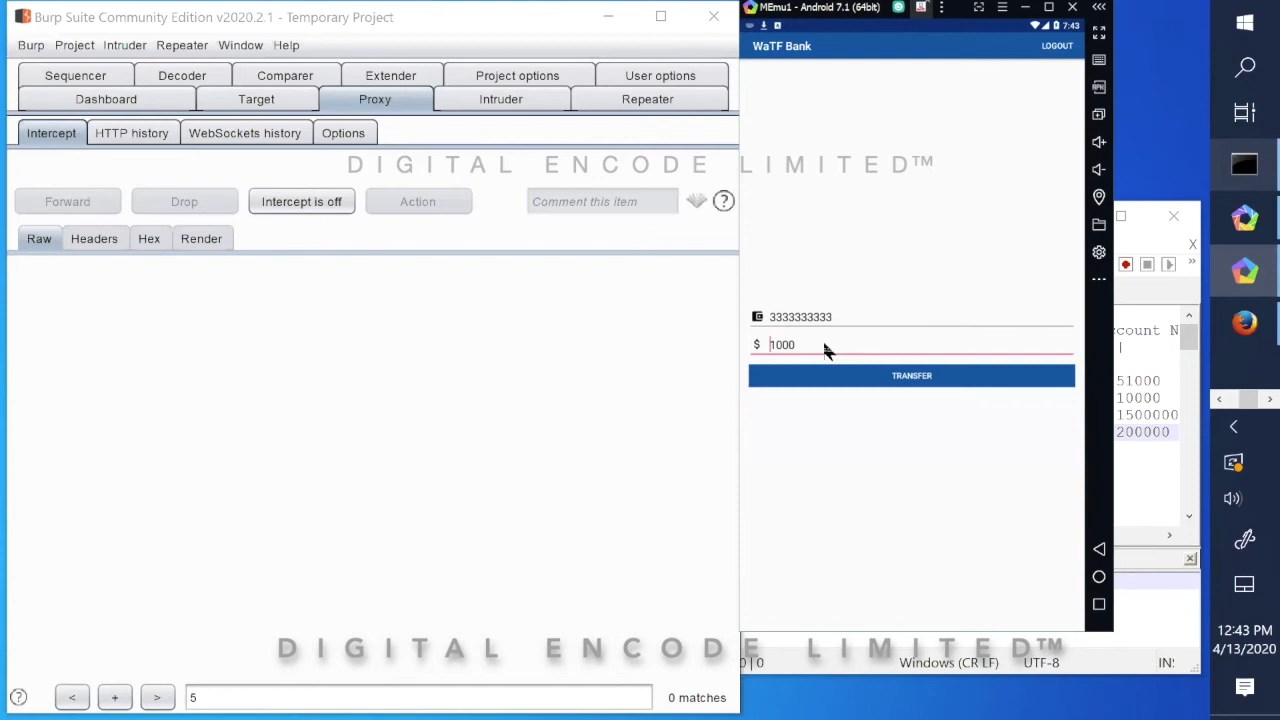 Burp Suite Community Edition v2020.2.1 - Temporary Project
Burp Project Intruder Repeater Window Help
Sequencer Decoder Comparer Extender Project options User options
Dashboard Target Proxy Intruder Repeater
Intercept HTTP history WebSockets history Options
DIGITAL ENCODE LIMITED™
Forward Drop Intercept is off Action Comment this item ?
Raw Headers Hex Render
? < + > 5 0 matches
MEmu1 - Android 7.1 (64bit)
7:43
WaTF Bank LOGOUT
3333333333
$ 1000
TRANSFER
X
count N
|
51000
10000
1500000
200000
DIGITAL ENCODE LIMITED™
0 | 0 Windows (CR LF) UTF-8 IN:
12:43 PM
4/13/2020